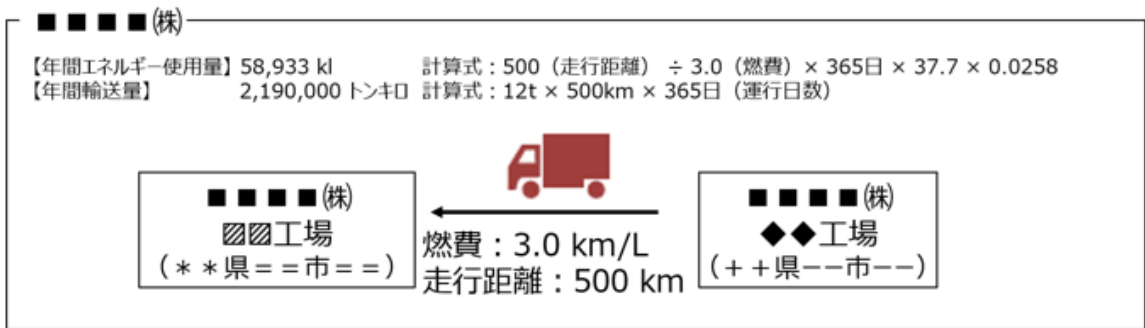 ■ ■ ■ ■ ㈱
【年間エネルギー使用量】 58,933 kl 計算式：500（走行距離）÷ 3.0（燃費）× 365日 × 37.7 × 0.0258
【年間輸送量】 2,190,000 トンキロ 計算式：12t × 500km × 365日（運行日数）
■ ■ ■ ■ ㈱
▨▨工場
(＊＊県＝＝市＝＝)
燃費：3.0 km/L
走行距離：500 km
■ ■ ■ ■ ㈱
◆◆工場
(＋＋県−−市−−)